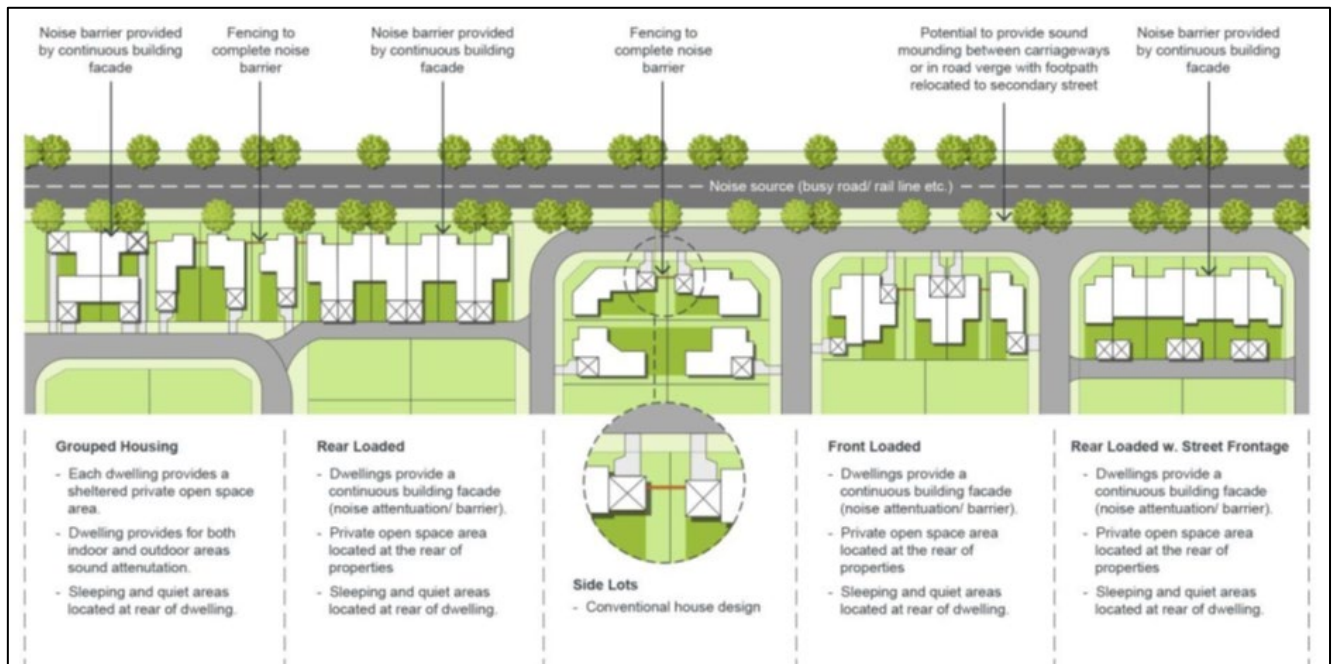 Noise barrier provided
by continuous building
facade
Fencing to
complete noise
barrier
Noise barrier provided
by continuous building
facade
Fencing to
complete noise
barrier
Potential to provide sound
mounding between carriageways
or in road verge with footpath
relocated to secondary street
Noise barrier provided
by continuous building
facade
Noise source (busy road/ rail line etc.)
Grouped Housing
- Each dwelling provides a
sheltered private open space
area.
- Dwelling provides for both
indoor and outdoor areas
sound attenutation.
- Sleeping and quiet areas
located at rear of dwelling.
Rear Loaded
- Dwellings provide a
continuous building facade
(noise attentuation/ barrier).
- Private open space area
located at the rear of
properties
- Sleeping and quiet areas
located at rear of dwelling.
Side Lots
- Conventional house design
Front Loaded
- Dwellings provide a
continuous building facade
(noise attentuation/ barrier).
- Private open space area
located at the rear of
properties
- Sleeping and quiet areas
located at rear of dwelling.
Rear Loaded w. Street Frontage
- Dwellings provide a
continuous building facade
(noise attentuation/ barrier).
- Private open space area
located at the rear of
properties
- Sleeping and quiet areas
located at rear of dwelling.